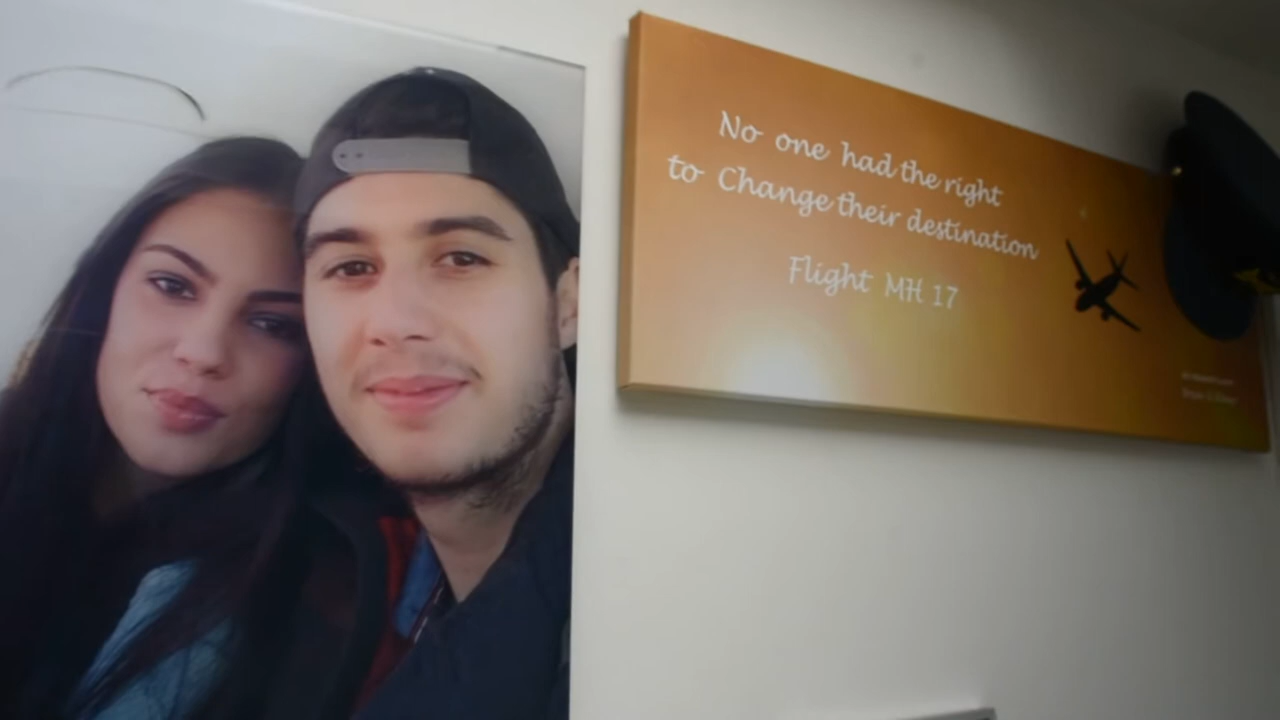 No one had the right
to Change their destination
Flight MH 17